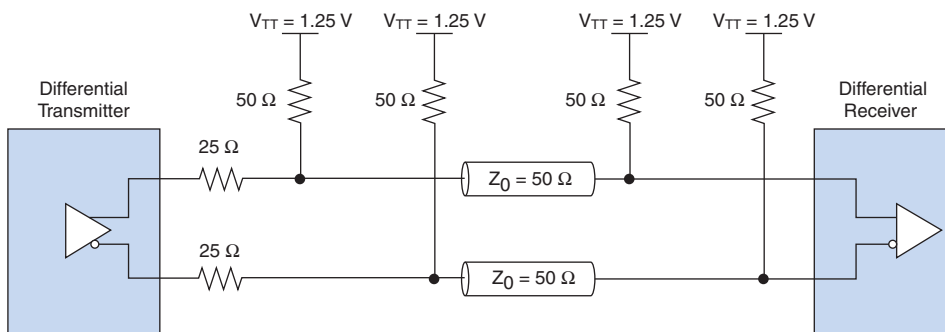 V_TT = 1.25 V V_TT = 1.25 V V_TT = 1.25 V V_TT = 1.25 V
Differential
Transmitter
Differential
Receiver
50 Ω 50 Ω 50 Ω 50 Ω
25 Ω
Z_0 = 50 Ω
25 Ω
Z_0 = 50 Ω